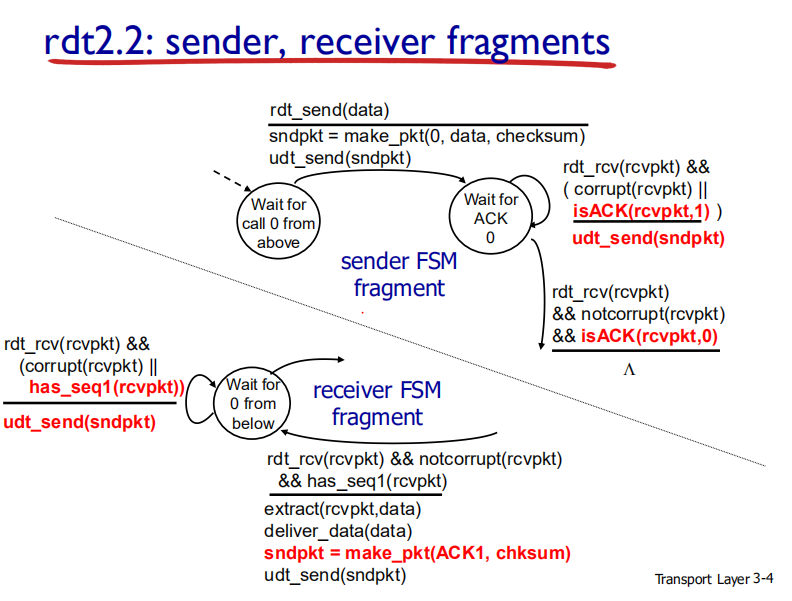 rdt2.2: sender, receiver fragments
rdt_send(data)
sndpkt = make_pkt(0, data, checksum)
udt_send(sndpkt)
Wait for
call 0 from
above
Wait for
ACK
0
rdt_rcv(rcvpkt) &&
( corrupt(rcvpkt) ||
isACK(rcvpkt,1) )
udt_send(sndpkt)
sender FSM
fragment
rdt_rcv(rcvpkt)
&& notcorrupt(rcvpkt)
&& isACK(rcvpkt,0)
Λ
rdt_rcv(rcvpkt) &&
(corrupt(rcvpkt) ||
has_seq1(rcvpkt))
udt_send(sndpkt)
Wait for
0 from
below
receiver FSM
fragment
rdt_rcv(rcvpkt) && notcorrupt(rcvpkt)
&& has_seq1(rcvpkt)
extract(rcvpkt,data)
deliver_data(data)
sndpkt = make_pkt(ACK1, chksum)
udt_send(sndpkt)
Transport Layer 3-4